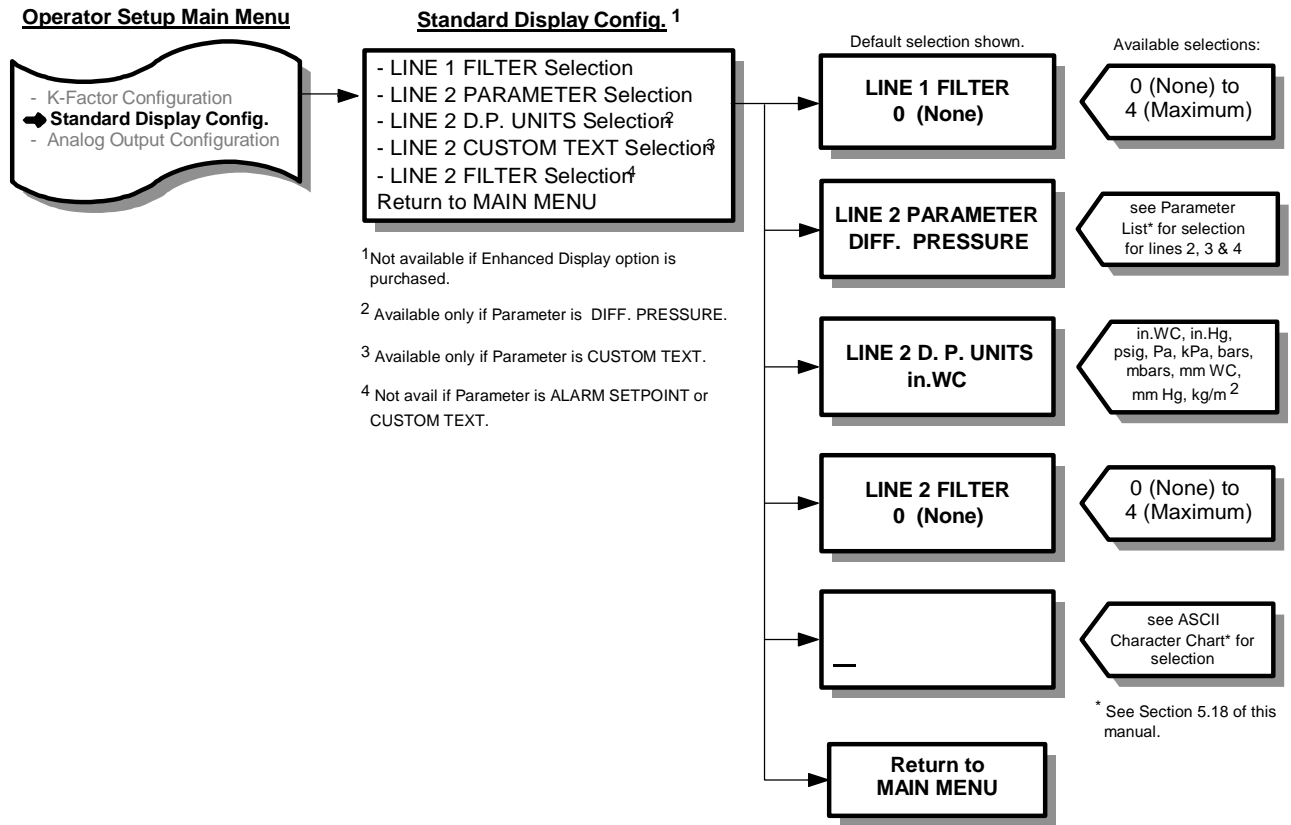 Operator Setup Main Menu
- K-Factor Configuration
Standard Display Config.
- Analog Output Configuration
Standard Display Config. 1
- LINE 1 FILTER Selection
- LINE 2 PARAMETER Selection
- LINE 2 D.P. UNITS Selection2
- LINE 2 CUSTOM TEXT Selection3
- LINE 2 FILTER Selection4
Return to MAIN MENU
1Not available if Enhanced Display option is
purchased.
2 Available only if Parameter is DIFF. PRESSURE.
3 Available only if Parameter is CUSTOM TEXT.
4 Not avail if Parameter is ALARM SETPOINT or
CUSTOM TEXT.
Default selection shown.
Available selections:
LINE 1 FILTER
0 (None)
0 (None) to
4 (Maximum)
LINE 2 PARAMETER
DIFF. PRESSURE
see Parameter
List* for selection
for lines 2, 3 & 4
LINE 2 D. P. UNITS
in.WC
in.WC, in.Hg,
psig, Pa, kPa, bars,
mbars, mm WC,
mm Hg, kg/m 2
LINE 2 FILTER
0 (None)
0 (None) to
4 (Maximum)
see ASCII
Character Chart* for
selection
* See Section 5.18 of this
manual.
Return to
MAIN MENU